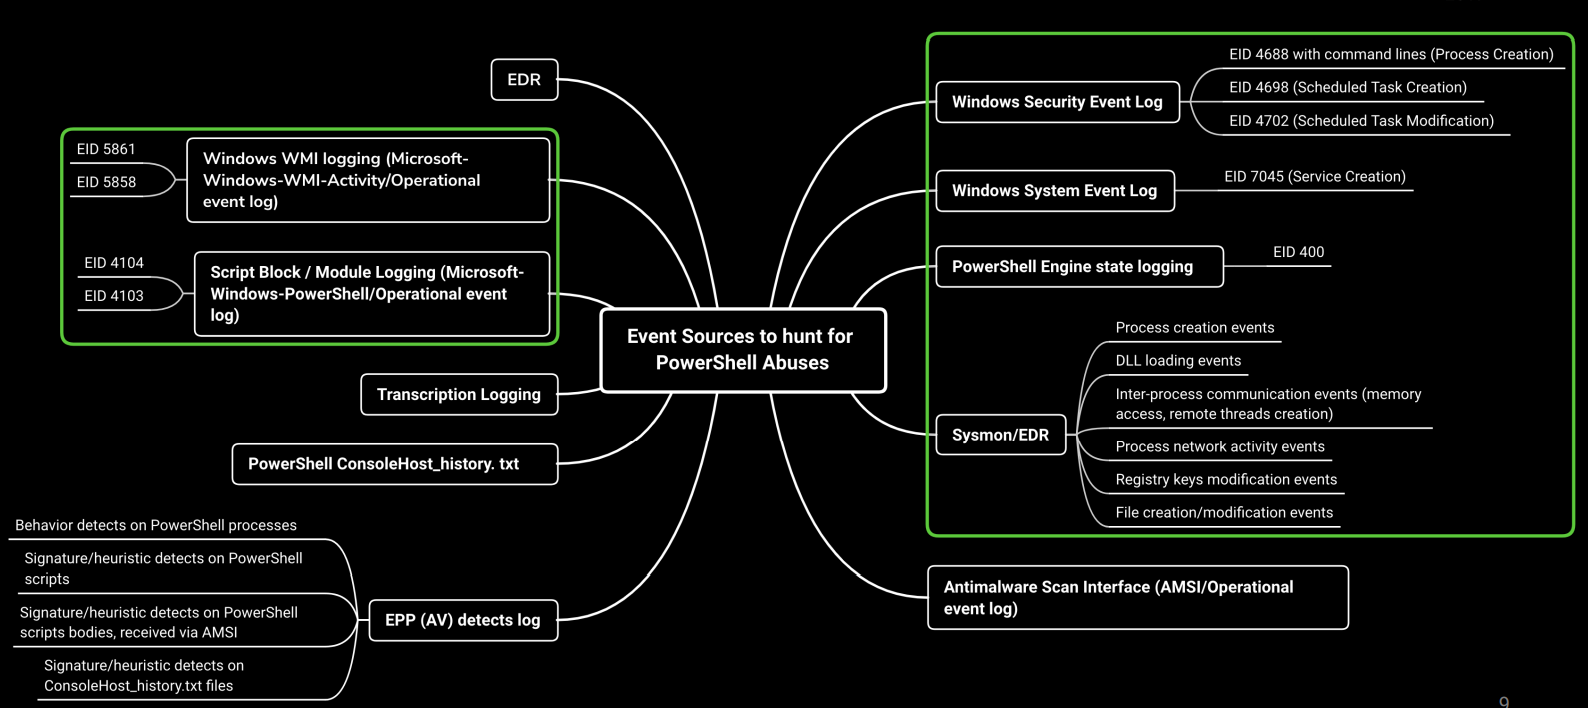 EDR
EID 5861
EID 5858
Windows WMI logging (Microsoft-
Windows-WMI-Activity/Operational
event log)
EID 4104
EID 4103
Script Block / Module Logging (Microsoft-
Windows-PowerShell/Operational event
log)
Transcription Logging
PowerShell ConsoleHost_history. txt
Behavior detects on PowerShell processes
Signature/heuristic detects on PowerShell
scripts
Signature/heuristic detects on PowerShell
scripts bodies, received via AMSI
Signature/heuristic detects on
ConsoleHost_history.txt files
EPP (AV) detects log
Event Sources to hunt for
PowerShell Abuses
Windows Security Event Log
EID 4688 with command lines (Process Creation)
EID 4698 (Scheduled Task Creation)
EID 4702 (Scheduled Task Modification)
Windows System Event Log
EID 7045 (Service Creation)
PowerShell Engine state logging
EID 400
Sysmon/EDR
Process creation events
DLL loading events
Inter-process communication events (memory
access, remote threads creation)
Process network activity events
Registry keys modification events
File creation/modification events
Antimalware Scan Interface (AMSI/Operational
event log)
9